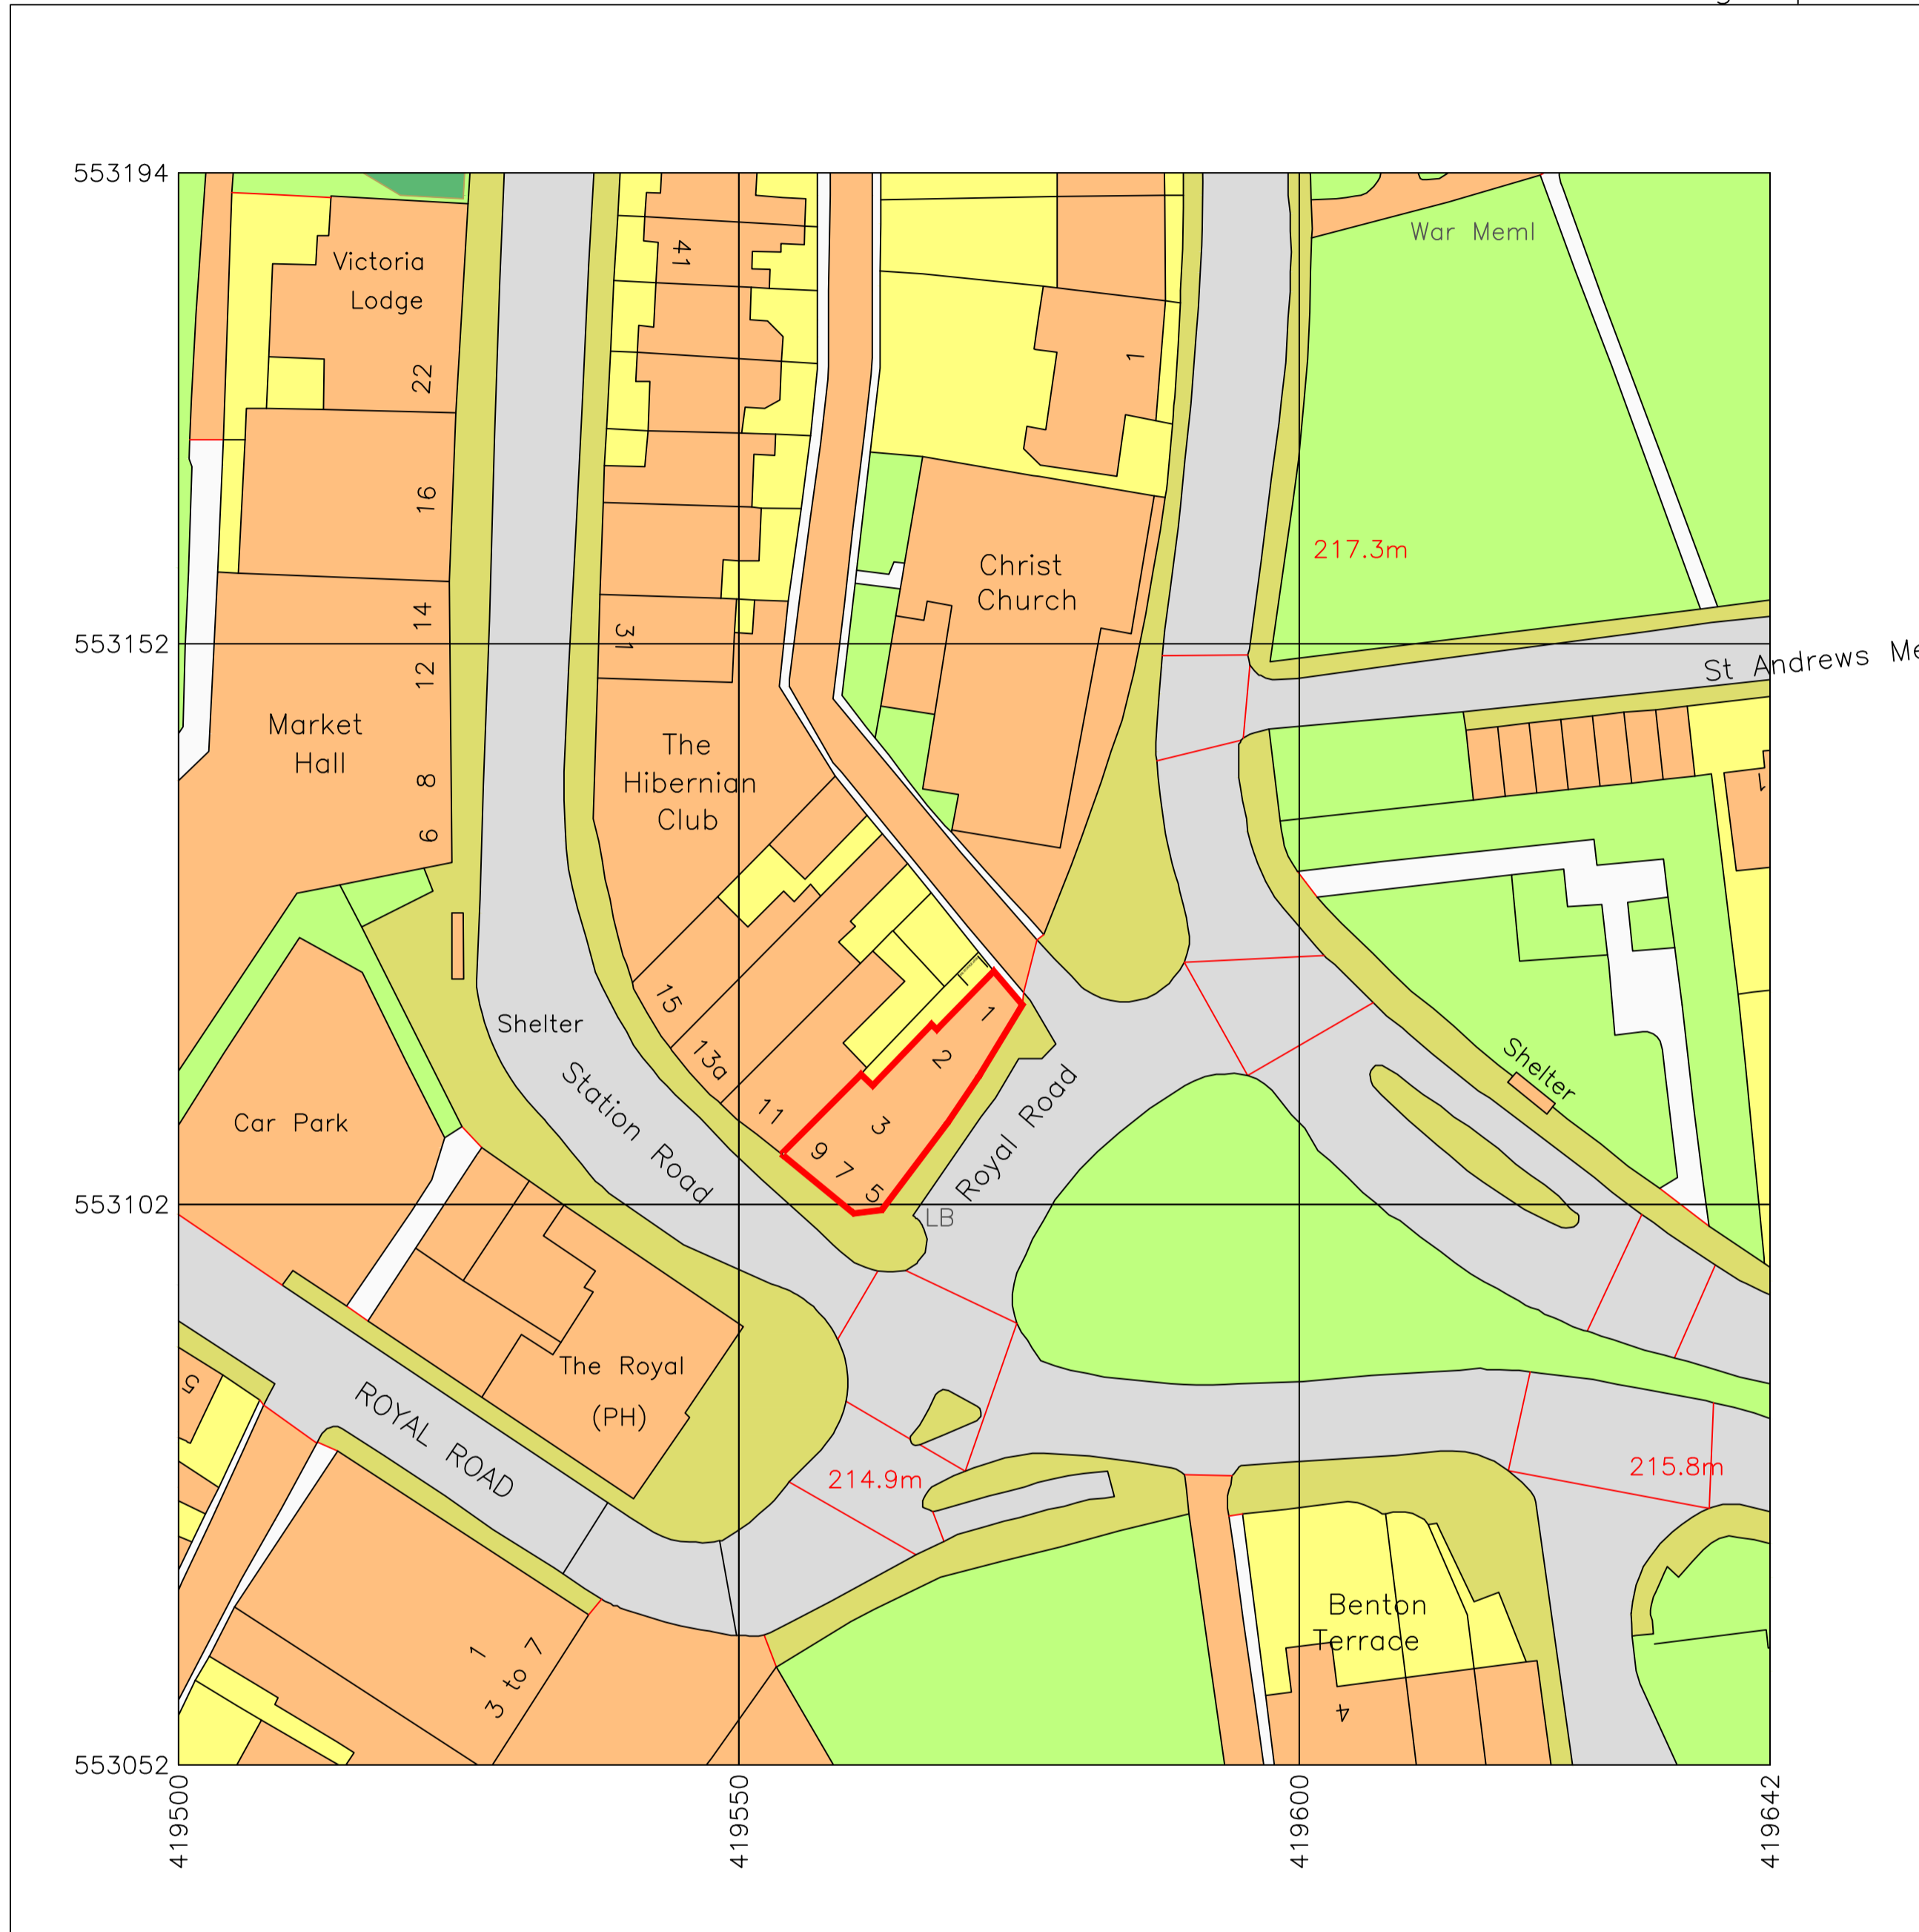 553194
Victoria
Lodge
41
War Meml
22
1
16
217.3m
Christ
Church
14
31
553152
12
St Andrews Me
Market
Hall
The
Hibernian
Club
8
6
1
15
Shelter
1
13a
2
Shelter
Station Road
Royal Road
Car Park
11
3
9
7
5
553102
LB
The Royal
(PH)
5
ROYAL ROAD
214.9m
215.8m
Benton
Terrace
1
3 to 7
4
553052
419500
419550
419600
419642